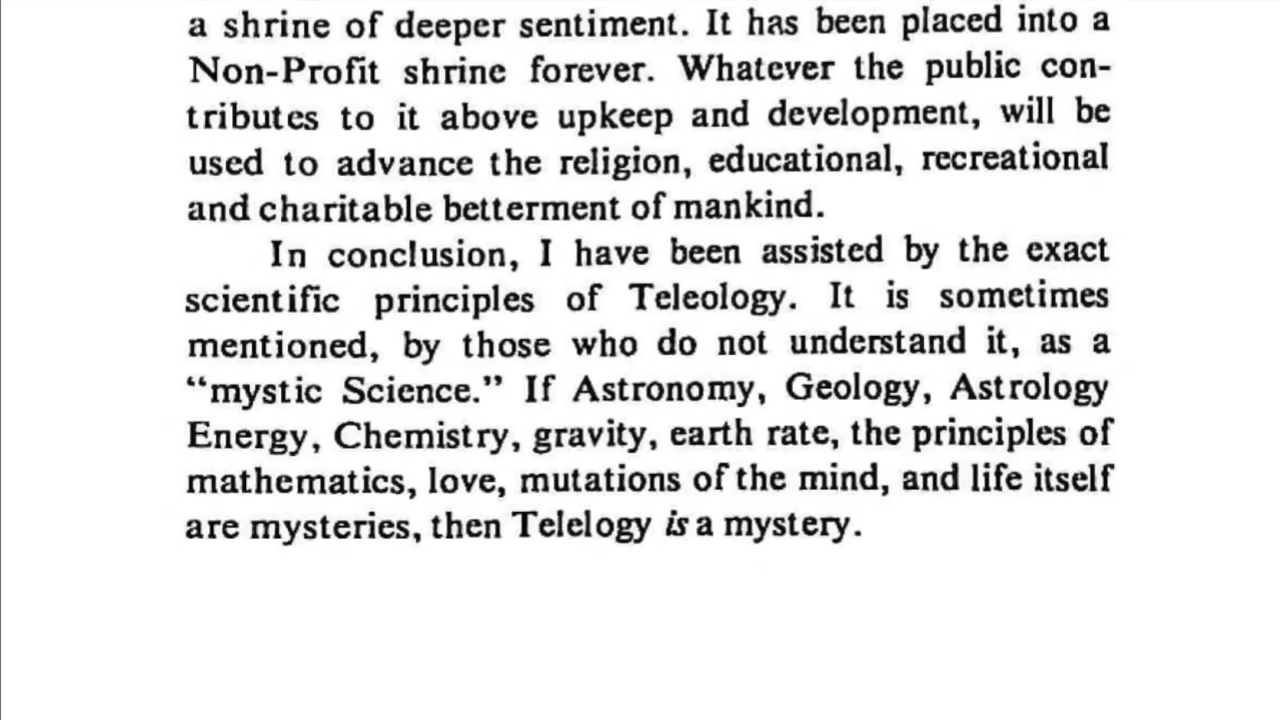 a shrine of deeper sentiment. It has been placed into a
Non-Profit shrine forever. Whatever the public con-
tributes to it above upkeep and development, will be
used to advance the religion, educational, recreational
and charitable betterment of mankind.
In conclusion, I have been assisted by the exact
scientific principles of Teleology. It is sometimes
mentioned, by those who do not understand it, as a
“mystic Science.” If Astronomy, Geology, Astrology
Energy, Chemistry, gravity, earth rate, the principles of
mathematics, love, mutations of the mind, and life itself
are mysteries, then Telelogy is a mystery.